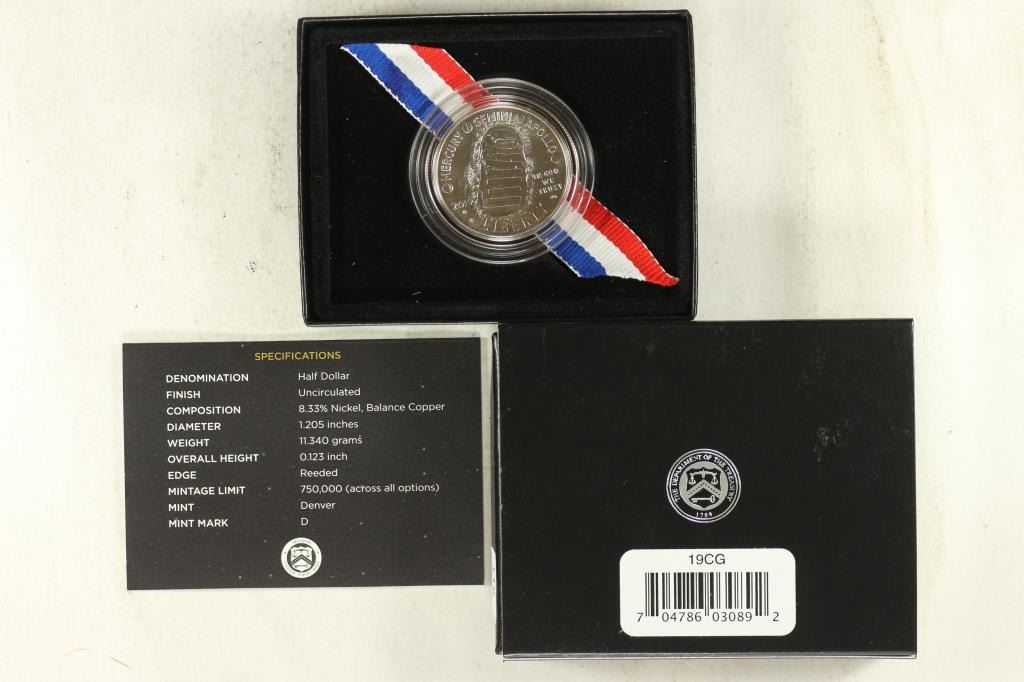 MERCURY GEMINI APOLLO
IN GOD
WE
TRUST
2019
LIBERTY
SPECIFICATIONS
DENOMINATION Half Dollar
FINISH Uncirculated
COMPOSITION 8.33% Nickel, Balance Copper
DIAMETER 1.205 inches
WEIGHT 11.340 grams
OVERALL HEIGHT 0.123 inch
EDGE Reeded
MINTAGE LIMIT 750,000 (across all options)
MINT Denver
MINT MARK D
THE DEPARTMENT OF THE TREASURY
1789
19CG
7 04786 03089 2